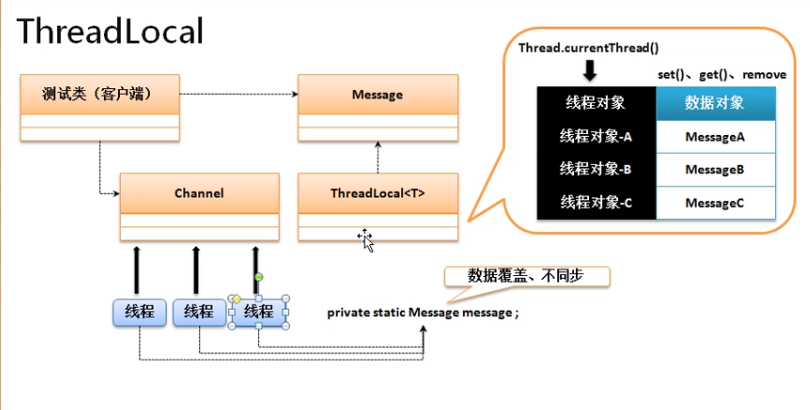 ThreadLocal
Thread.currentThread()
set()、get()、remove
线程对象 数据对象
线程对象-A MessageA
线程对象-B MessageB
线程对象-C MessageC
测试类（客户端）
Message
Channel
ThreadLocal<T>
数据覆盖、不同步
线程 线程 线程
private static Message message ;